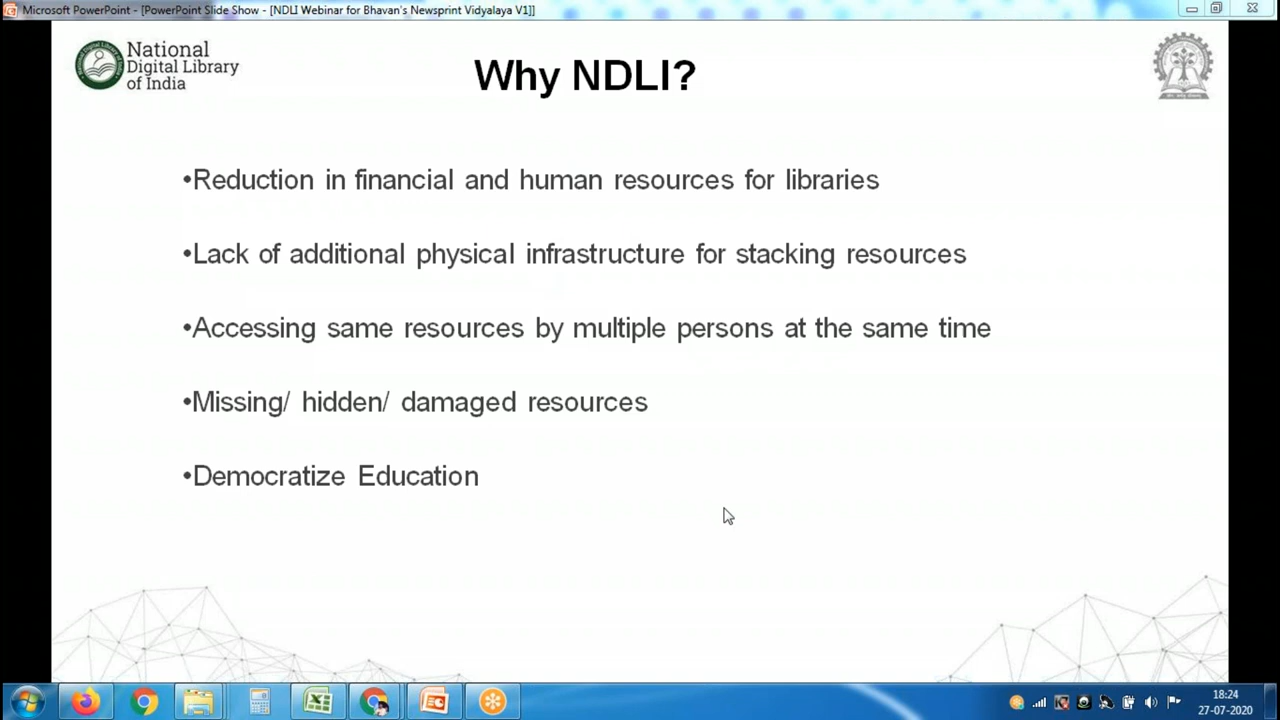 Microsoft PowerPoint - [PowerPoint Slide Show - [NDLI Webinar for Bhavan's Newsprint Vidyalaya V1]]
National
Digital Library
of India
Why NDLI?
•Reduction in financial and human resources for libraries
•Lack of additional physical infrastructure for stacking resources
•Accessing same resources by multiple persons at the same time
•Missing/ hidden/ damaged resources
•Democratize Education
18:24
27-07-2020